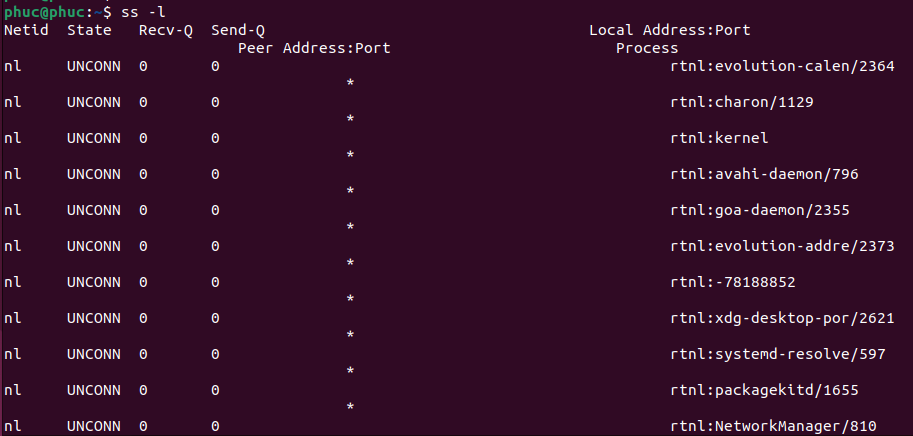 phuc@phuc:~$ ss -l
Netid State Recv-Q Send-Q Local Address:Port
Peer Address:Port Process
nl UNCONN 0 0 rtnl:evolution-calen/2364
*
nl UNCONN 0 0 rtnl:charon/1129
*
nl UNCONN 0 0 rtnl:kernel
*
nl UNCONN 0 0 rtnl:avahi-daemon/796
*
nl UNCONN 0 0 rtnl:goa-daemon/2355
*
nl UNCONN 0 0 rtnl:evolution-addre/2373
*
nl UNCONN 0 0 rtnl:-78188852
*
nl UNCONN 0 0 rtnl:xdg-desktop-por/2621
*
nl UNCONN 0 0 rtnl:systemd-resolve/597
*
nl UNCONN 0 0 rtnl:packagekitd/1655
*
nl UNCONN 0 0 rtnl:NetworkManager/810